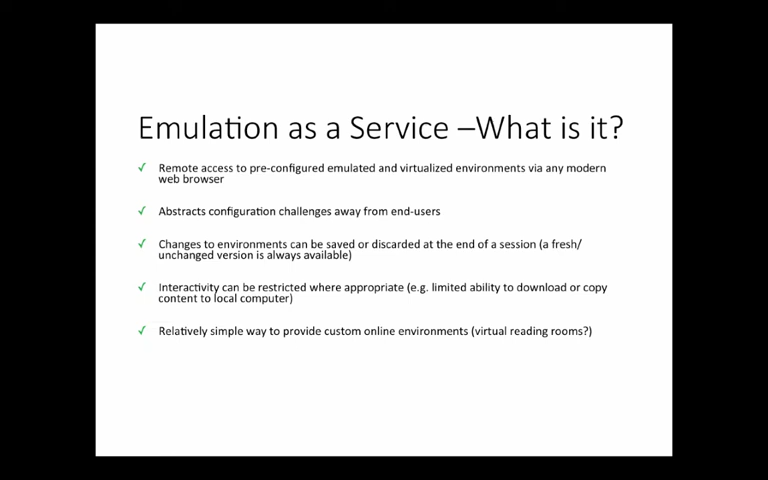 Emulation as a Service –What is it?
✓ Remote access to pre-configured emulated and virtualized environments via any modern
web browser
✓ Abstracts configuration challenges away from end-users
✓ Changes to environments can be saved or discarded at the end of a session (a fresh/
unchanged version is always available)
✓ Interactivity can be restricted where appropriate (e.g. limited ability to download or copy
content to local computer)
✓ Relatively simple way to provide custom online environments (virtual reading rooms?)